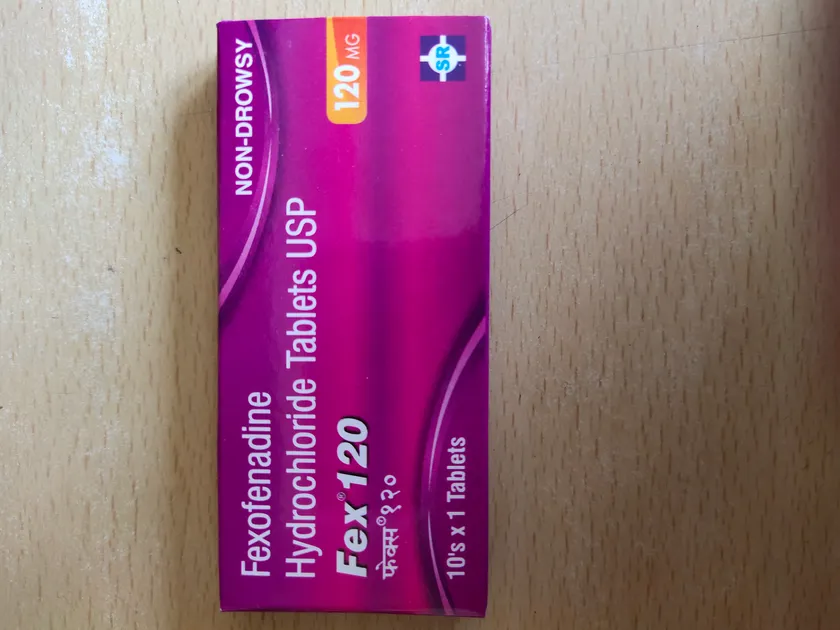 NON-DROWSY
Fexofenadine
Hydrochloride Tablets USP
Fex® 120
120 MG
फेक्स® १२०
10's x 1 Tablets
SR